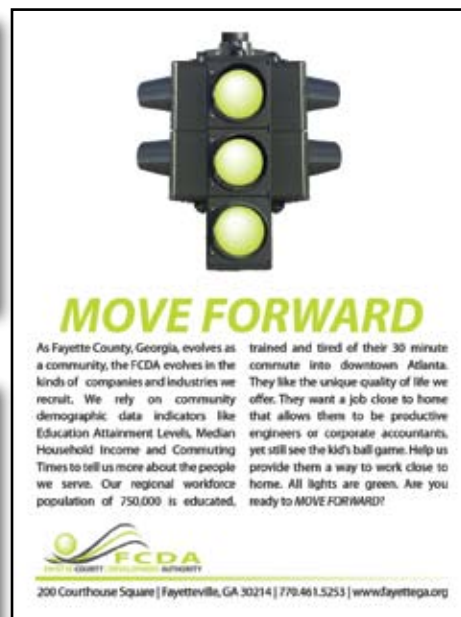 MOVE FORWARD
As Fayette County, Georgia, evolves as
a community, the FCDA evolves in the
kinds of companies and industries we
recruit. We rely on community
demographic data indicators like
Education Attainment Levels, Median
Household Income and Commuting
Times to tell us more about the people
we serve. Our regional workforce
population of 750,000 is educated,
trained and tired of their 30 minute
commute into downtown Atlanta.
They like the unique quality of life we
offer. They want a job close to home
that allows them to be productive
engineers or corporate accountants,
yet still see the kid's ball game. Help us
provide them a way to work close to
home. All lights are green. Are you
ready to MOVE FORWARD?
FCDA
FAYETTE COUNTY DEVELOPMENT AUTHORITY
200 Courthouse Square | Fayetteville, GA 30214 | 770.461.5253 | www.fayettega.org